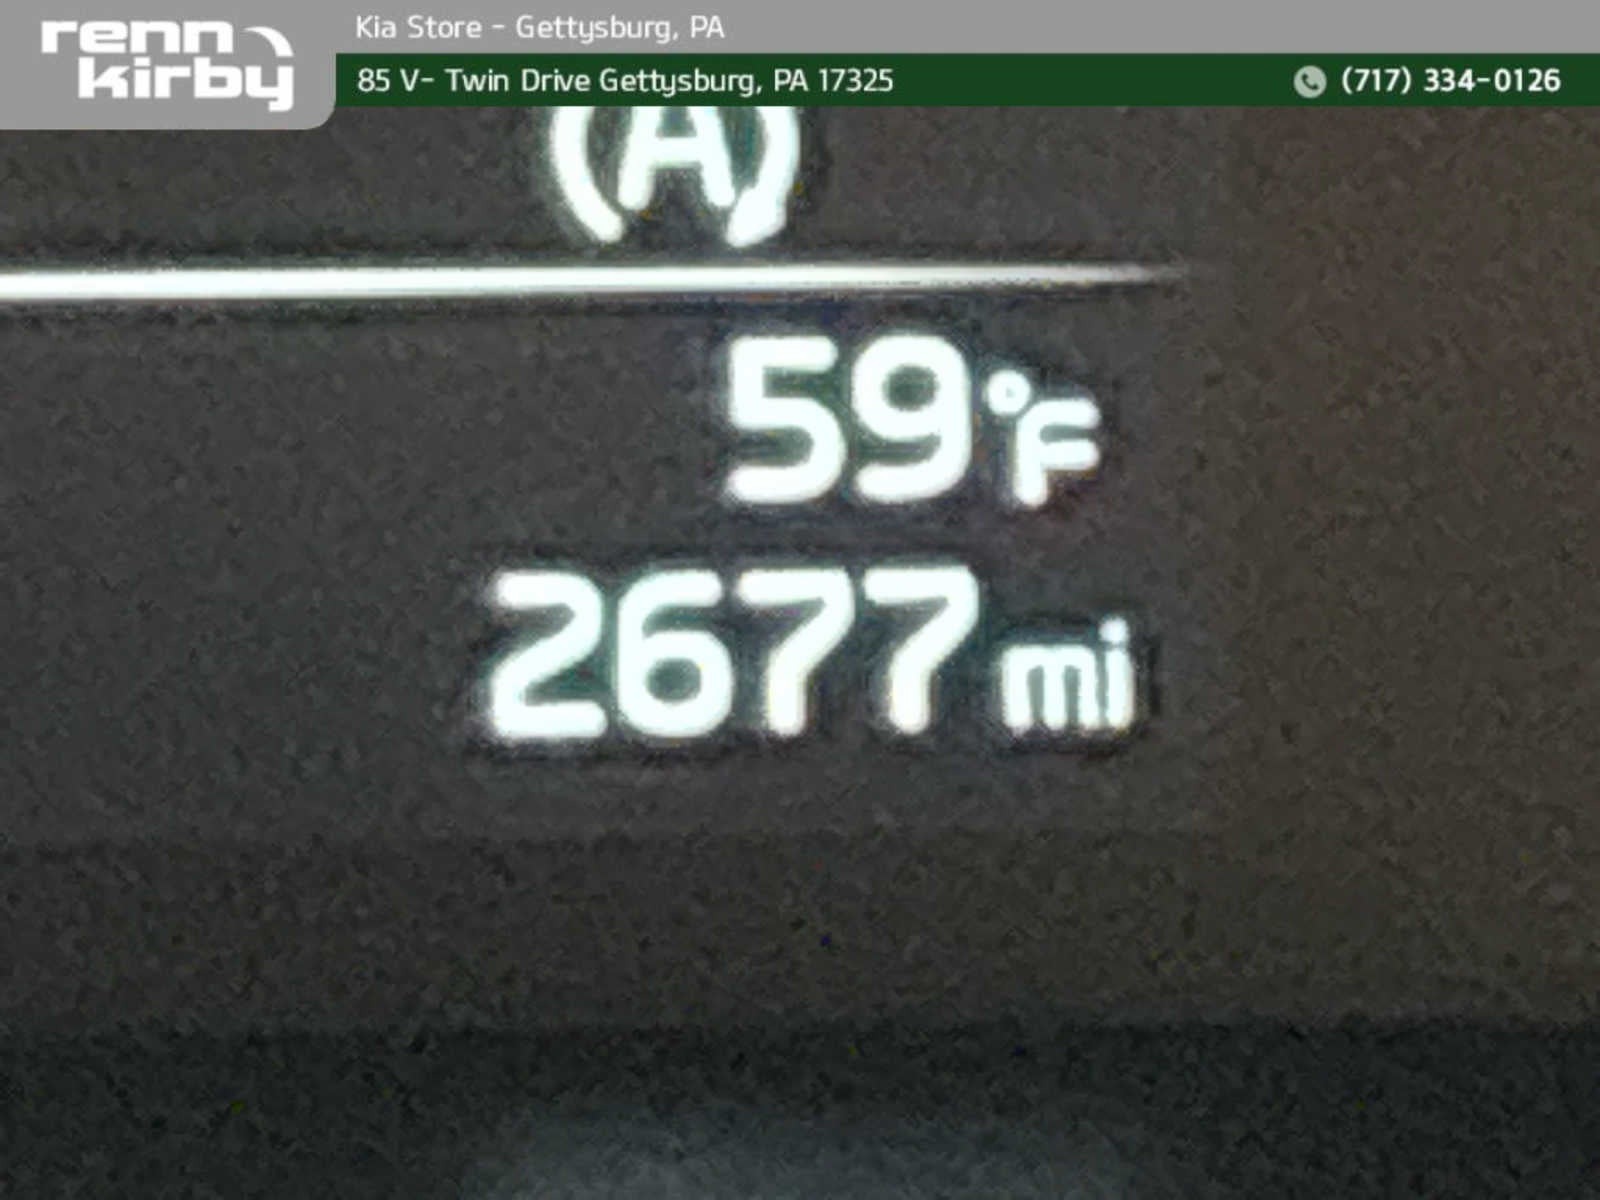 renn
kirby
Kia Store - Gettysburg, PA
85 V- Twin Drive Gettysburg, PA 17325
(717) 334-0126
(A)
59°F
2677 mi